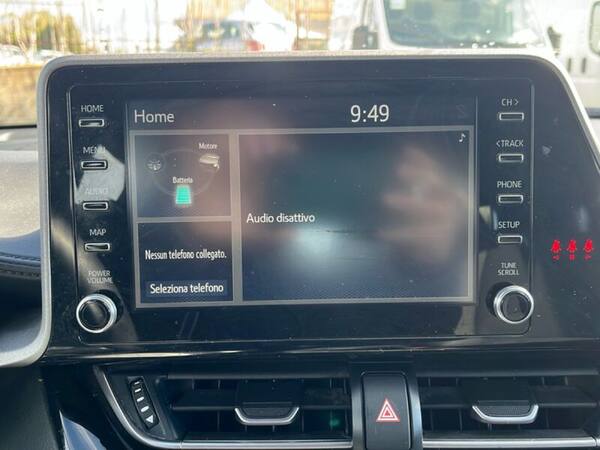 Home 9:49
HOME
MENU
AUDIO
MAP
POWER
VOLUME
Motore
Batteria
Audio disattivo
Nessun telefono collegato.
Seleziona telefono
CH >
< TRACK
PHONE
SETUP
TUNE
SCROLL